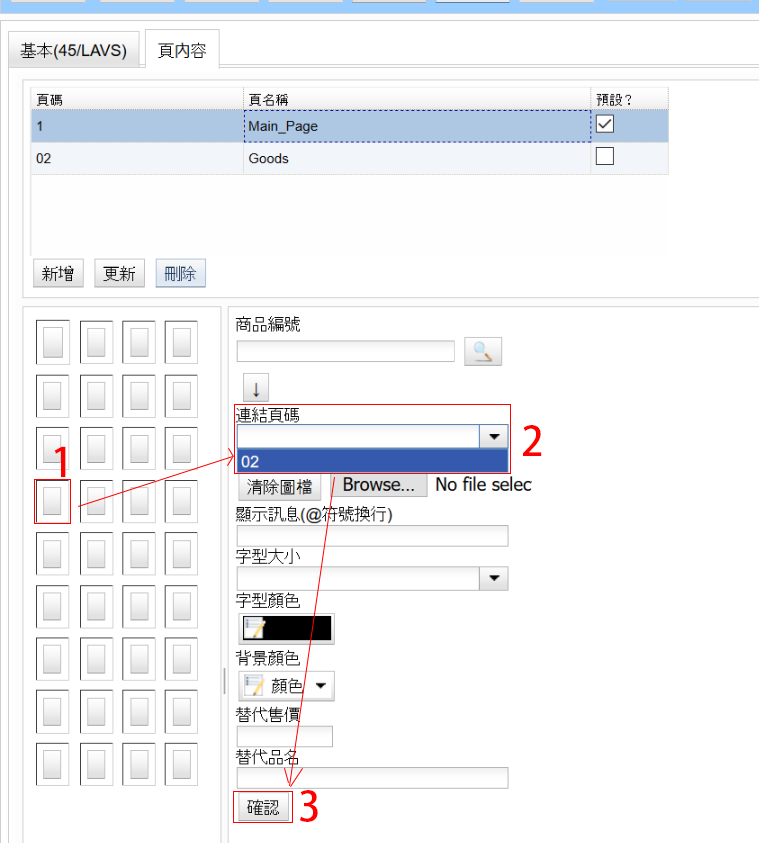 基本(45/LAVS) 頁內容
頁碼 頁名稱 預設?
1 Main_Page
02 Goods
新增 更新 刪除
商品編號
↓
連結頁碼
02
清除圖檔 Browse... No file selec
顯示訊息(@符號換行)
字型大小
字型顏色
背景顏色
顏色
替代售價
替代品名
確認
1
2
3